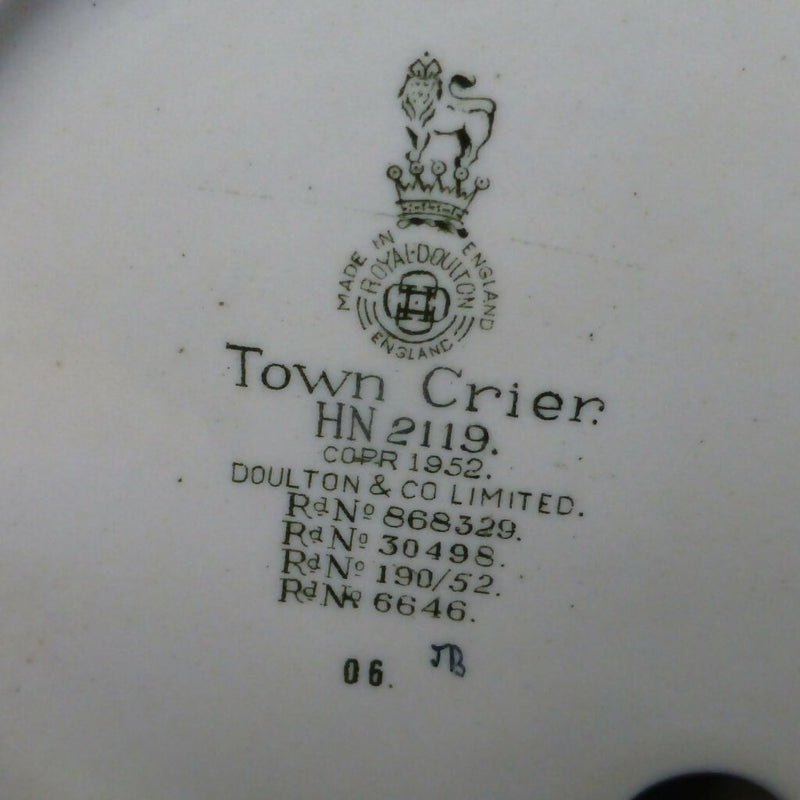 MADE IN ENGLAND
ROYAL·DOULTON
ENGLAND
Town Crier.
HN 2119.
COPR 1952.
DOULTON & CO LIMITED.
Rd No 868329.
Rd No 30498.
Rd No 190/52.
Rd No 6646.
06.
JB